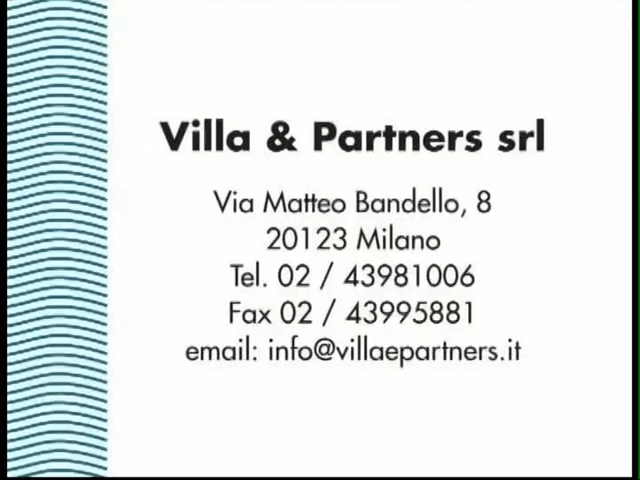 Villa & Partners srl
Via Matteo Bandello, 8
20123 Milano
Tel. 02 / 43981006
Fax 02 / 43995881
email: info@villaepartners.it